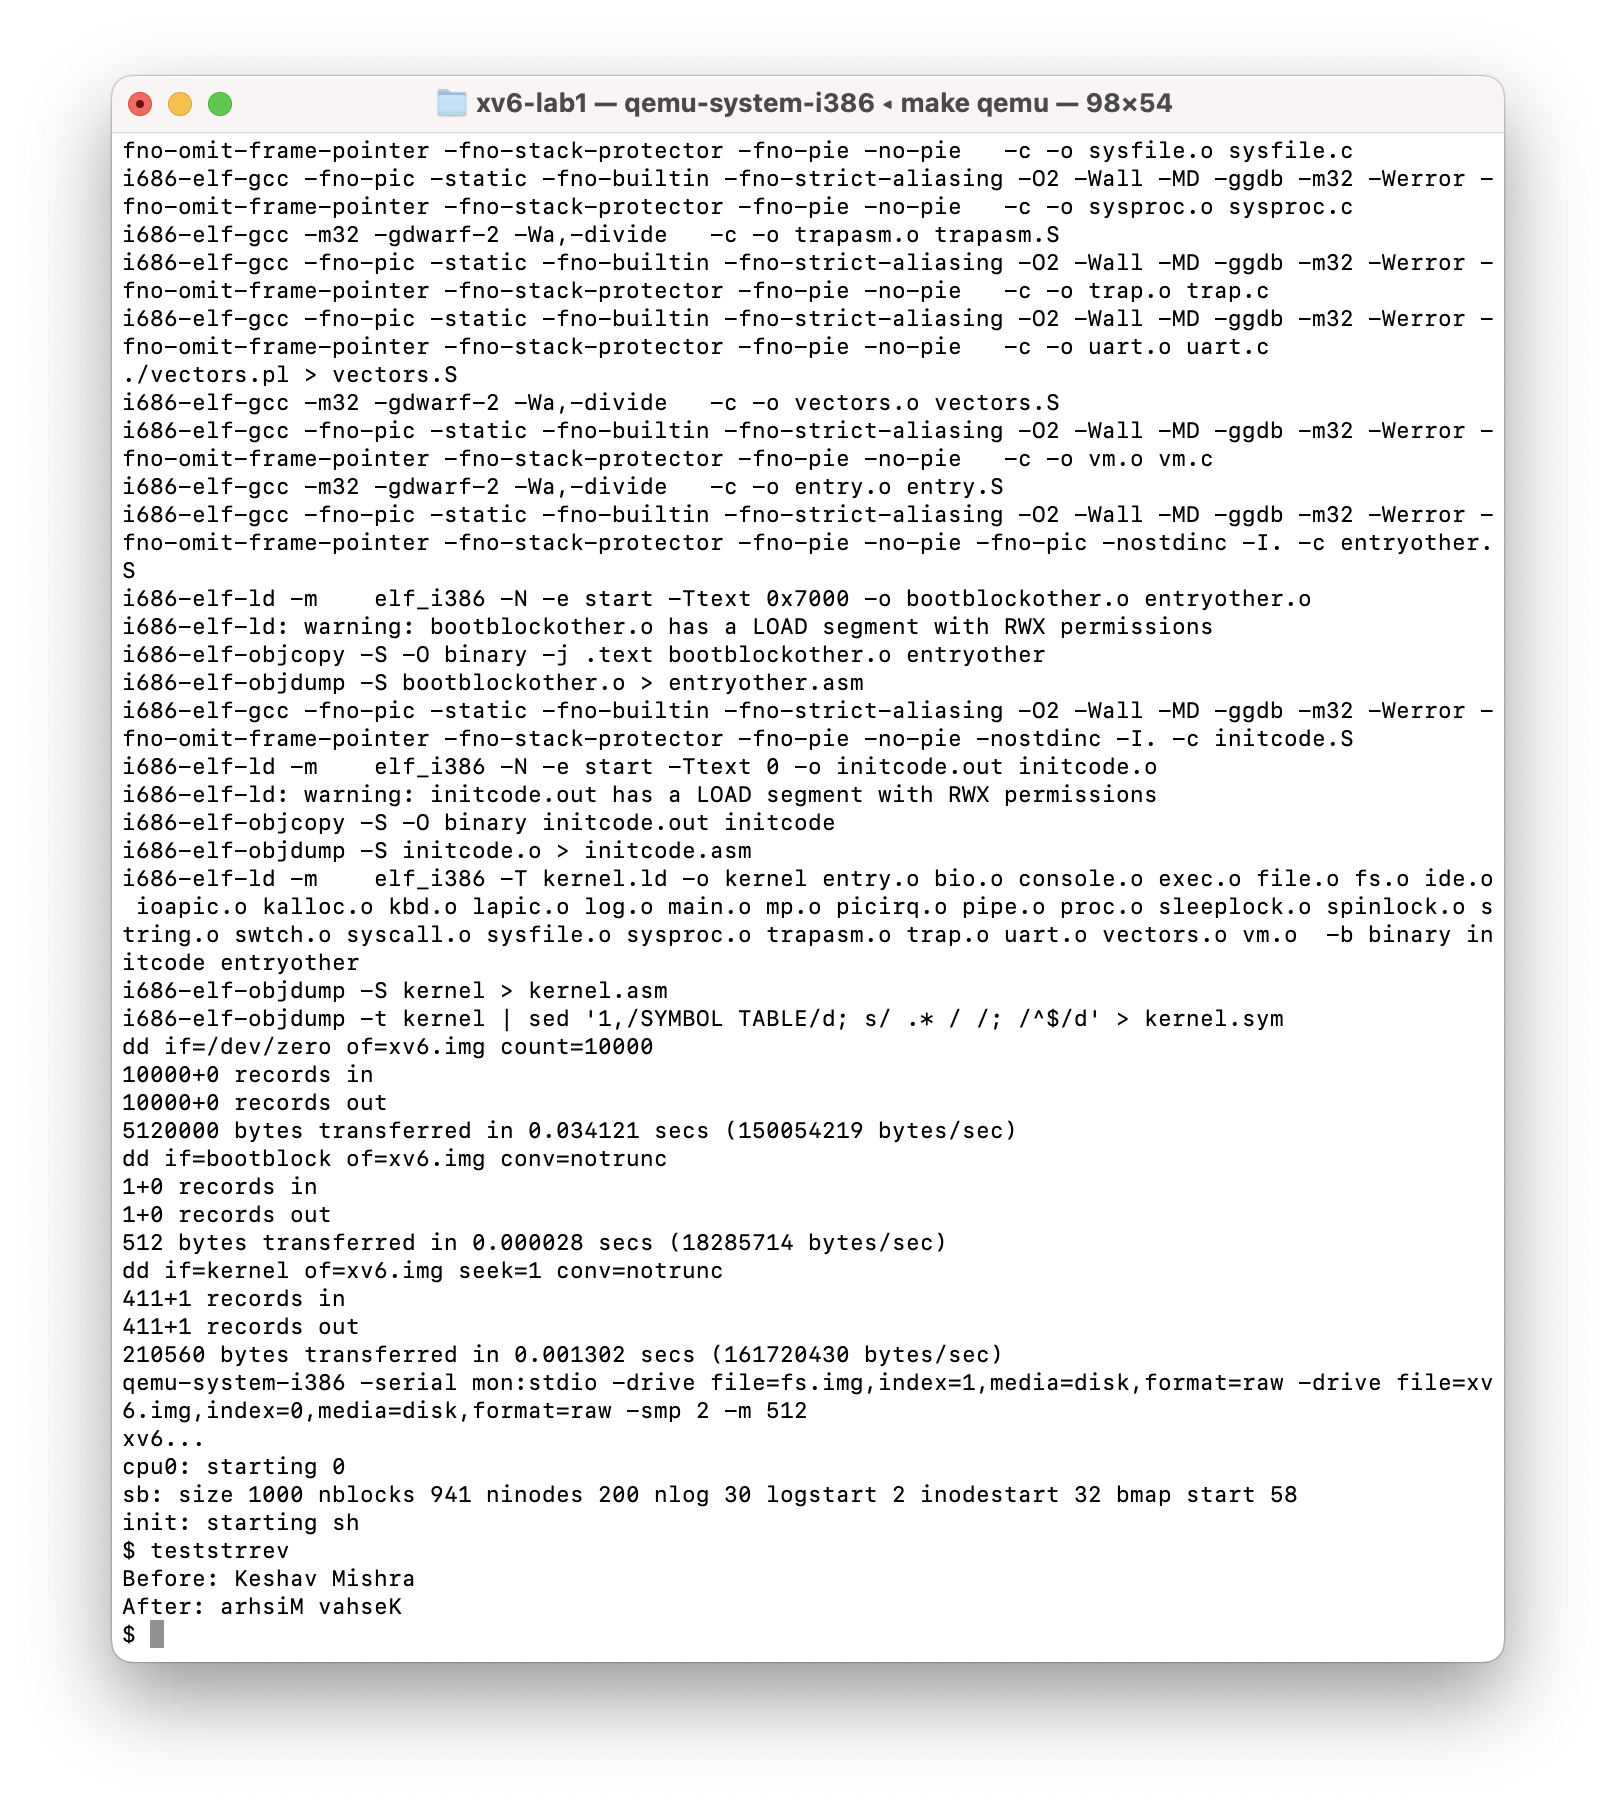 xv6-lab1 — qemu-system-i386 ◂ make qemu — 98×54
fno-omit-frame-pointer -fno-stack-protector -fno-pie -no-pie   -c -o sysfile.o sysfile.c
i686-elf-gcc -fno-pic -static -fno-builtin -fno-strict-aliasing -O2 -Wall -MD -ggdb -m32 -Werror -
fno-omit-frame-pointer -fno-stack-protector -fno-pie -no-pie   -c -o sysproc.o sysproc.c
i686-elf-gcc -m32 -gdwarf-2 -Wa,-divide   -c -o trapasm.o trapasm.S
i686-elf-gcc -fno-pic -static -fno-builtin -fno-strict-aliasing -O2 -Wall -MD -ggdb -m32 -Werror -
fno-omit-frame-pointer -fno-stack-protector -fno-pie -no-pie   -c -o trap.o trap.c
i686-elf-gcc -fno-pic -static -fno-builtin -fno-strict-aliasing -O2 -Wall -MD -ggdb -m32 -Werror -
fno-omit-frame-pointer -fno-stack-protector -fno-pie -no-pie   -c -o uart.o uart.c
./vectors.pl > vectors.S
i686-elf-gcc -m32 -gdwarf-2 -Wa,-divide   -c -o vectors.o vectors.S
i686-elf-gcc -fno-pic -static -fno-builtin -fno-strict-aliasing -O2 -Wall -MD -ggdb -m32 -Werror -
fno-omit-frame-pointer -fno-stack-protector -fno-pie -no-pie   -c -o vm.o vm.c
i686-elf-gcc -m32 -gdwarf-2 -Wa,-divide   -c -o entry.o entry.S
i686-elf-gcc -fno-pic -static -fno-builtin -fno-strict-aliasing -O2 -Wall -MD -ggdb -m32 -Werror -
fno-omit-frame-pointer -fno-stack-protector -fno-pie -no-pie -fno-pic -nostdinc -I. -c entryother.
S
i686-elf-ld -m    elf_i386 -N -e start -Ttext 0x7000 -o bootblockother.o entryother.o
i686-elf-ld: warning: bootblockother.o has a LOAD segment with RWX permissions
i686-elf-objcopy -S -O binary -j .text bootblockother.o entryother
i686-elf-objdump -S bootblockother.o > entryother.asm
i686-elf-gcc -fno-pic -static -fno-builtin -fno-strict-aliasing -O2 -Wall -MD -ggdb -m32 -Werror -
fno-omit-frame-pointer -fno-stack-protector -fno-pie -no-pie -nostdinc -I. -c initcode.S
i686-elf-ld -m    elf_i386 -N -e start -Ttext 0 -o initcode.out initcode.o
i686-elf-ld: warning: initcode.out has a LOAD segment with RWX permissions
i686-elf-objcopy -S -O binary initcode.out initcode
i686-elf-objdump -S initcode.o > initcode.asm
i686-elf-ld -m    elf_i386 -T kernel.ld -o kernel entry.o bio.o console.o exec.o file.o fs.o ide.o
 ioapic.o kalloc.o kbd.o lapic.o log.o main.o mp.o picirq.o pipe.o proc.o sleeplock.o spinlock.o s
tring.o swtch.o syscall.o sysfile.o sysproc.o trapasm.o trap.o uart.o vectors.o vm.o  -b binary in
itcode entryother
i686-elf-objdump -S kernel > kernel.asm
i686-elf-objdump -t kernel | sed '1,/SYMBOL TABLE/d; s/ .* / /; /^$/d' > kernel.sym
dd if=/dev/zero of=xv6.img count=10000
10000+0 records in
10000+0 records out
5120000 bytes transferred in 0.034121 secs (150054219 bytes/sec)
dd if=bootblock of=xv6.img conv=notrunc
1+0 records in
1+0 records out
512 bytes transferred in 0.000028 secs (18285714 bytes/sec)
dd if=kernel of=xv6.img seek=1 conv=notrunc
411+1 records in
411+1 records out
210560 bytes transferred in 0.001302 secs (161720430 bytes/sec)
qemu-system-i386 -serial mon:stdio -drive file=fs.img,index=1,media=disk,format=raw -drive file=xv
6.img,index=0,media=disk,format=raw -smp 2 -m 512
xv6...
cpu0: starting 0
sb: size 1000 nblocks 941 ninodes 200 nlog 30 logstart 2 inodestart 32 bmap start 58
init: starting sh
$ teststrrev
Before: Keshav Mishra
After: arhsiM vahseK
$